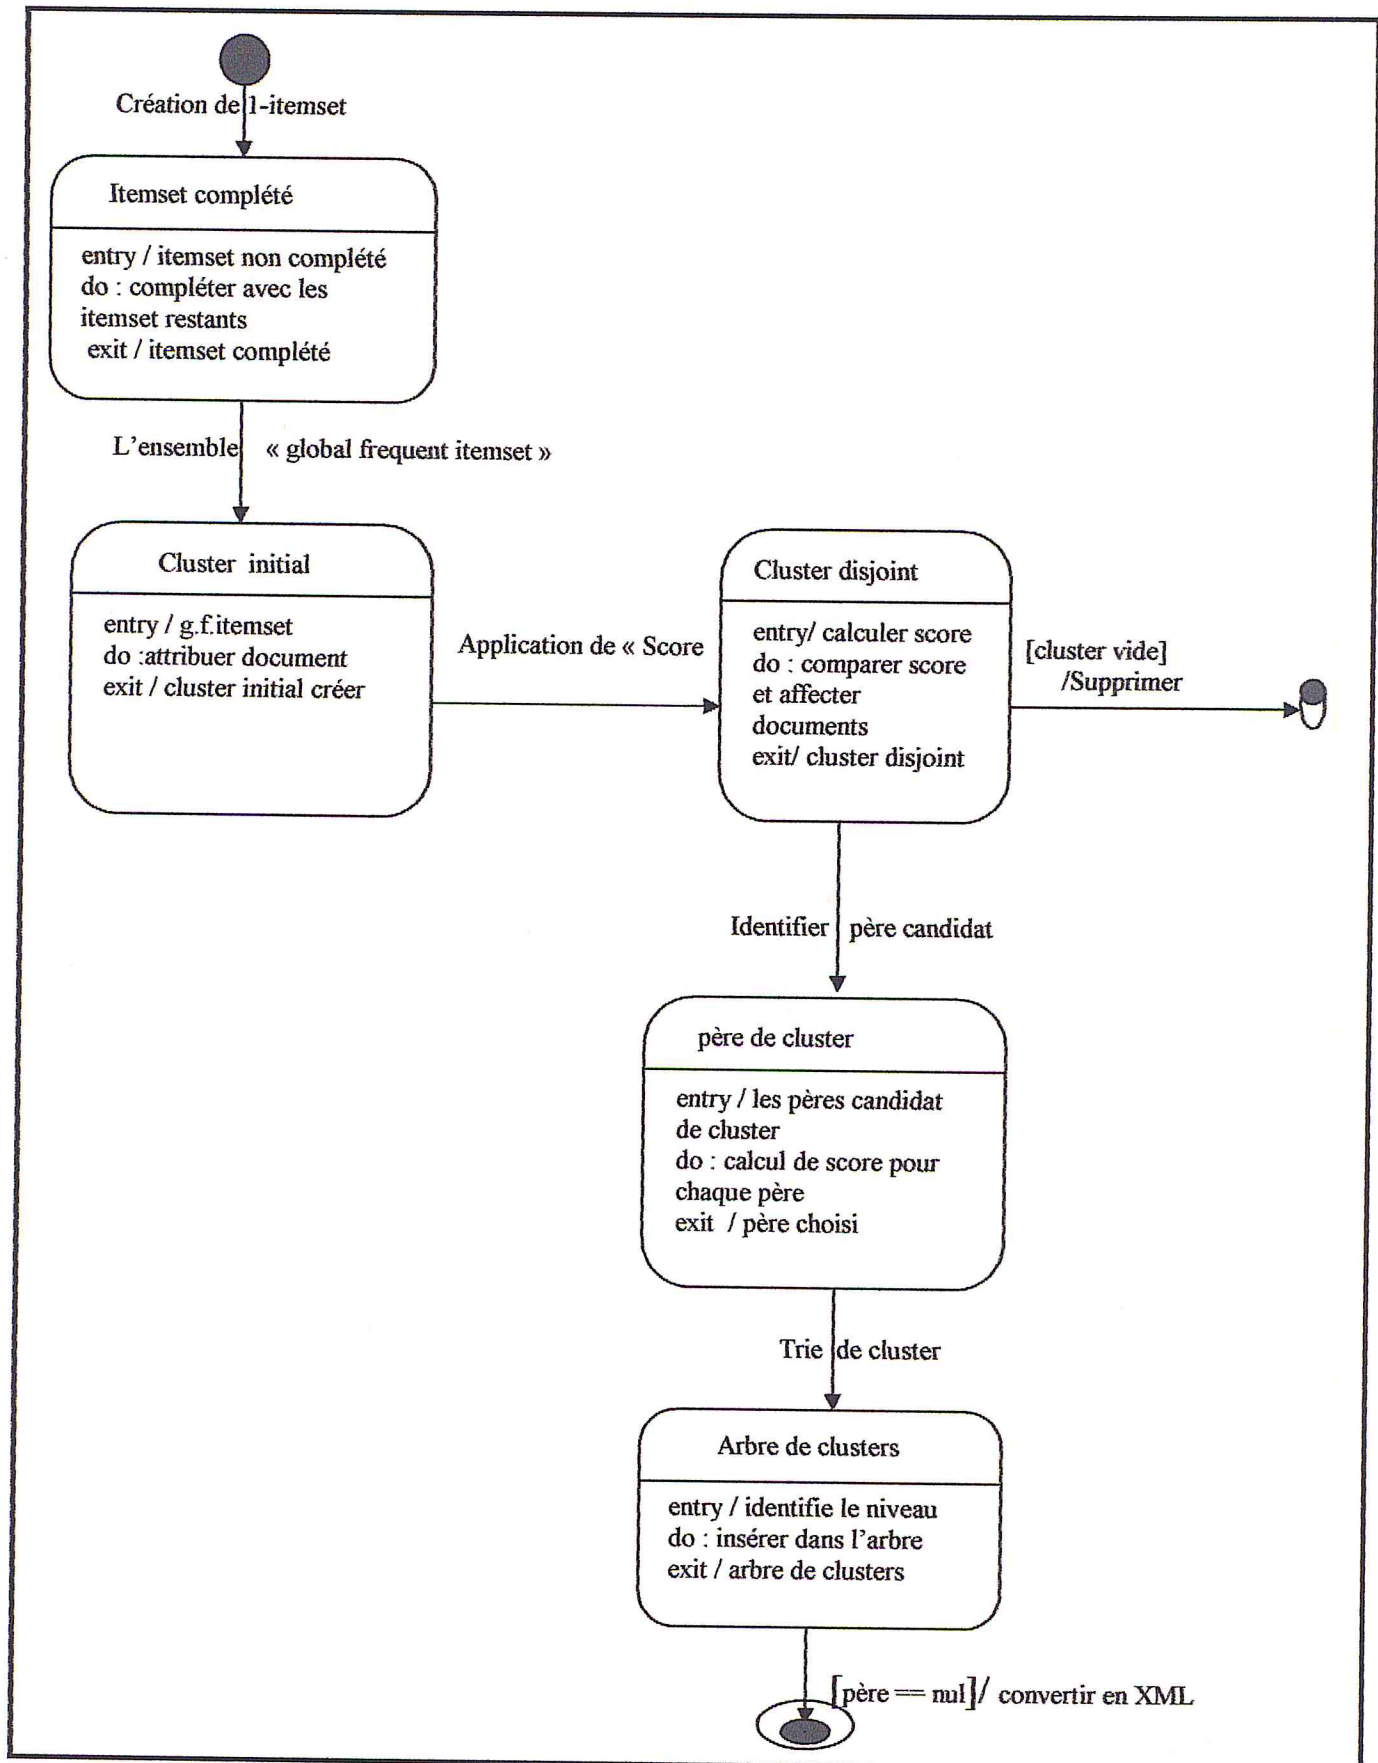 Création de 1-itemset
Itemset complété
entry / itemset non complété
do : compléter avec les
itemset restants
exit / itemset complété
L'ensemble « global frequent itemset »
Cluster initial
entry / g.f.itemset
do :attribuer document
exit / cluster initial créer
Application de « Score
Cluster disjoint
entry/ calculer score
do : comparer score
et affecter
documents
exit/ cluster disjoint
[cluster vide]
/Supprimer
Identifier père candidat
père de cluster
entry / les pères candidat
de cluster
do : calcul de score pour
chaque père
exit / père choisi
Trie de cluster
Arbre de clusters
entry / identifie le niveau
do : insérer dans l'arbre
exit / arbre de clusters
[père == nul]/ convertir en XML